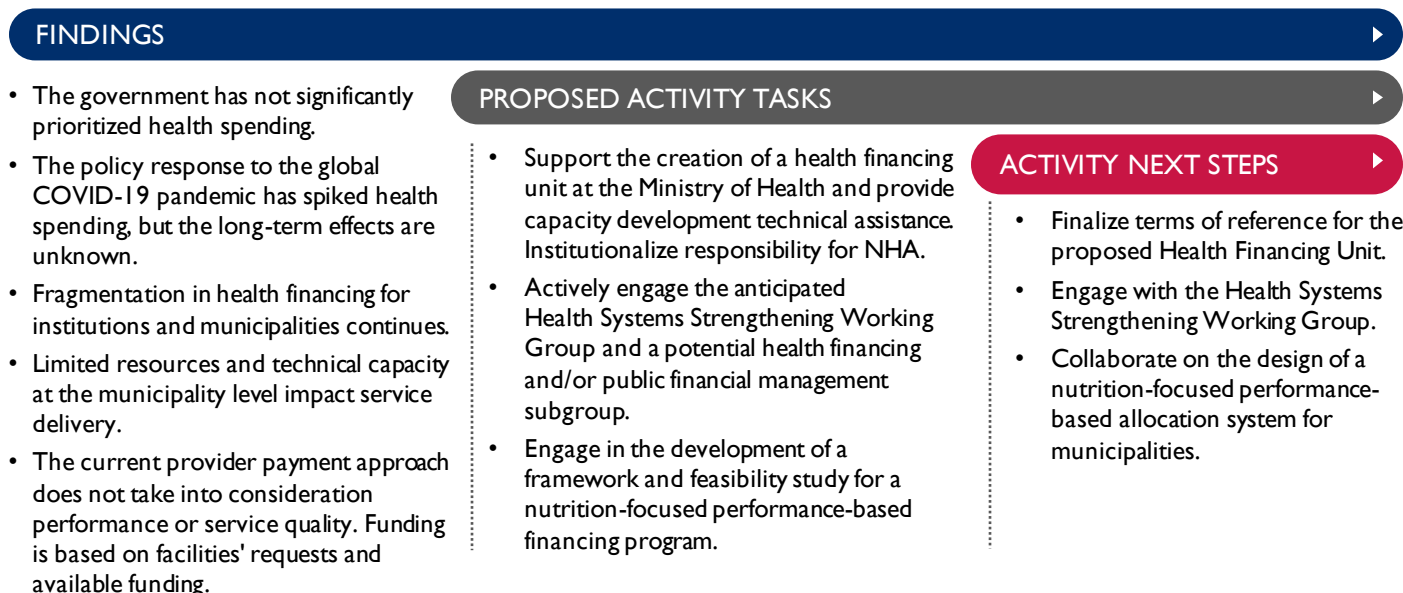 FINDINGS
• The government has not significantly
prioritized health spending.
• The policy response to the global
COVID-19 pandemic has spiked health
spending, but the long-term effects are
unknown.
• Fragmentation in health financing for
institutions and municipalities continues.
• Limited resources and technical capacity
at the municipality level impact service
delivery.
• The current provider payment approach
does not take into consideration
performance or service quality. Funding
is based on facilities' requests and
available funding.
PROPOSED ACTIVITY TASKS
• Support the creation of a health financing
unit at the Ministry of Health and provide
capacity development technical assistance.
Institutionalize responsibility for NHA.
• Actively engage the anticipated
Health Systems Strengthening Working
Group and a potential health financing
and/or public financial management
subgroup.
• Engage in the development of a
framework and feasibility study for a
nutrition-focused performance-based
financing program.
ACTIVITY NEXT STEPS
• Finalize terms of reference for the
proposed Health Financing Unit.
• Engage with the Health Systems
Strengthening Working Group.
• Collaborate on the design of a
nutrition-focused performance-
based allocation system for
municipalities.